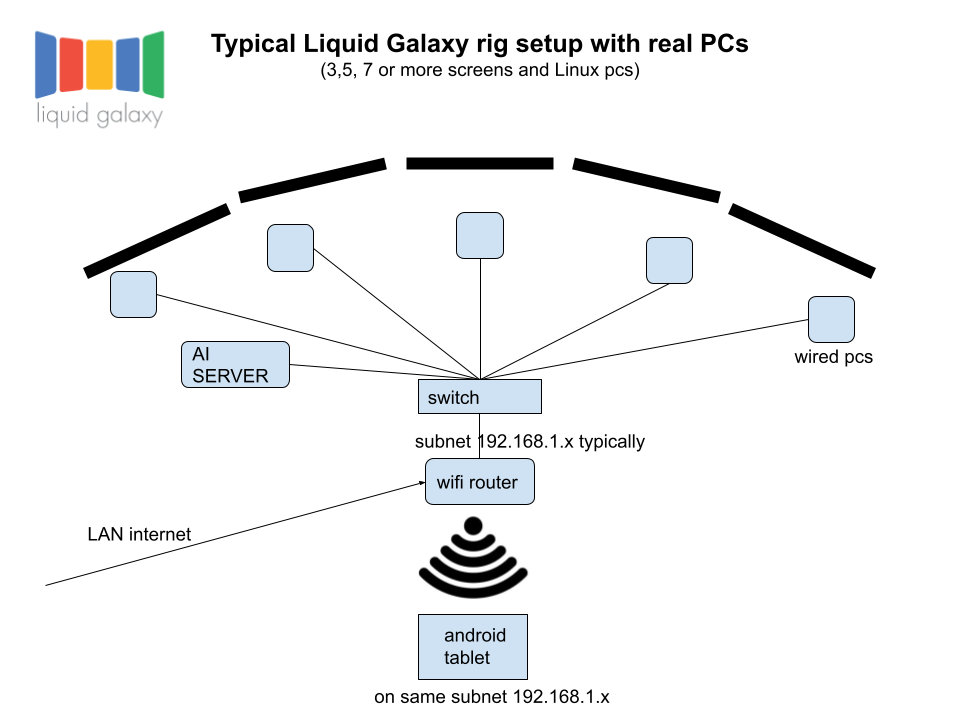 Typical Liquid Galaxy rig setup with real PCs
(3,5, 7 or more screens and Linux pcs)
liquid galaxy
AI
SERVER
wired pcs
switch
subnet 192.168.1.x typically
wifi router
LAN internet
android
tablet
on same subnet 192.168.1.x